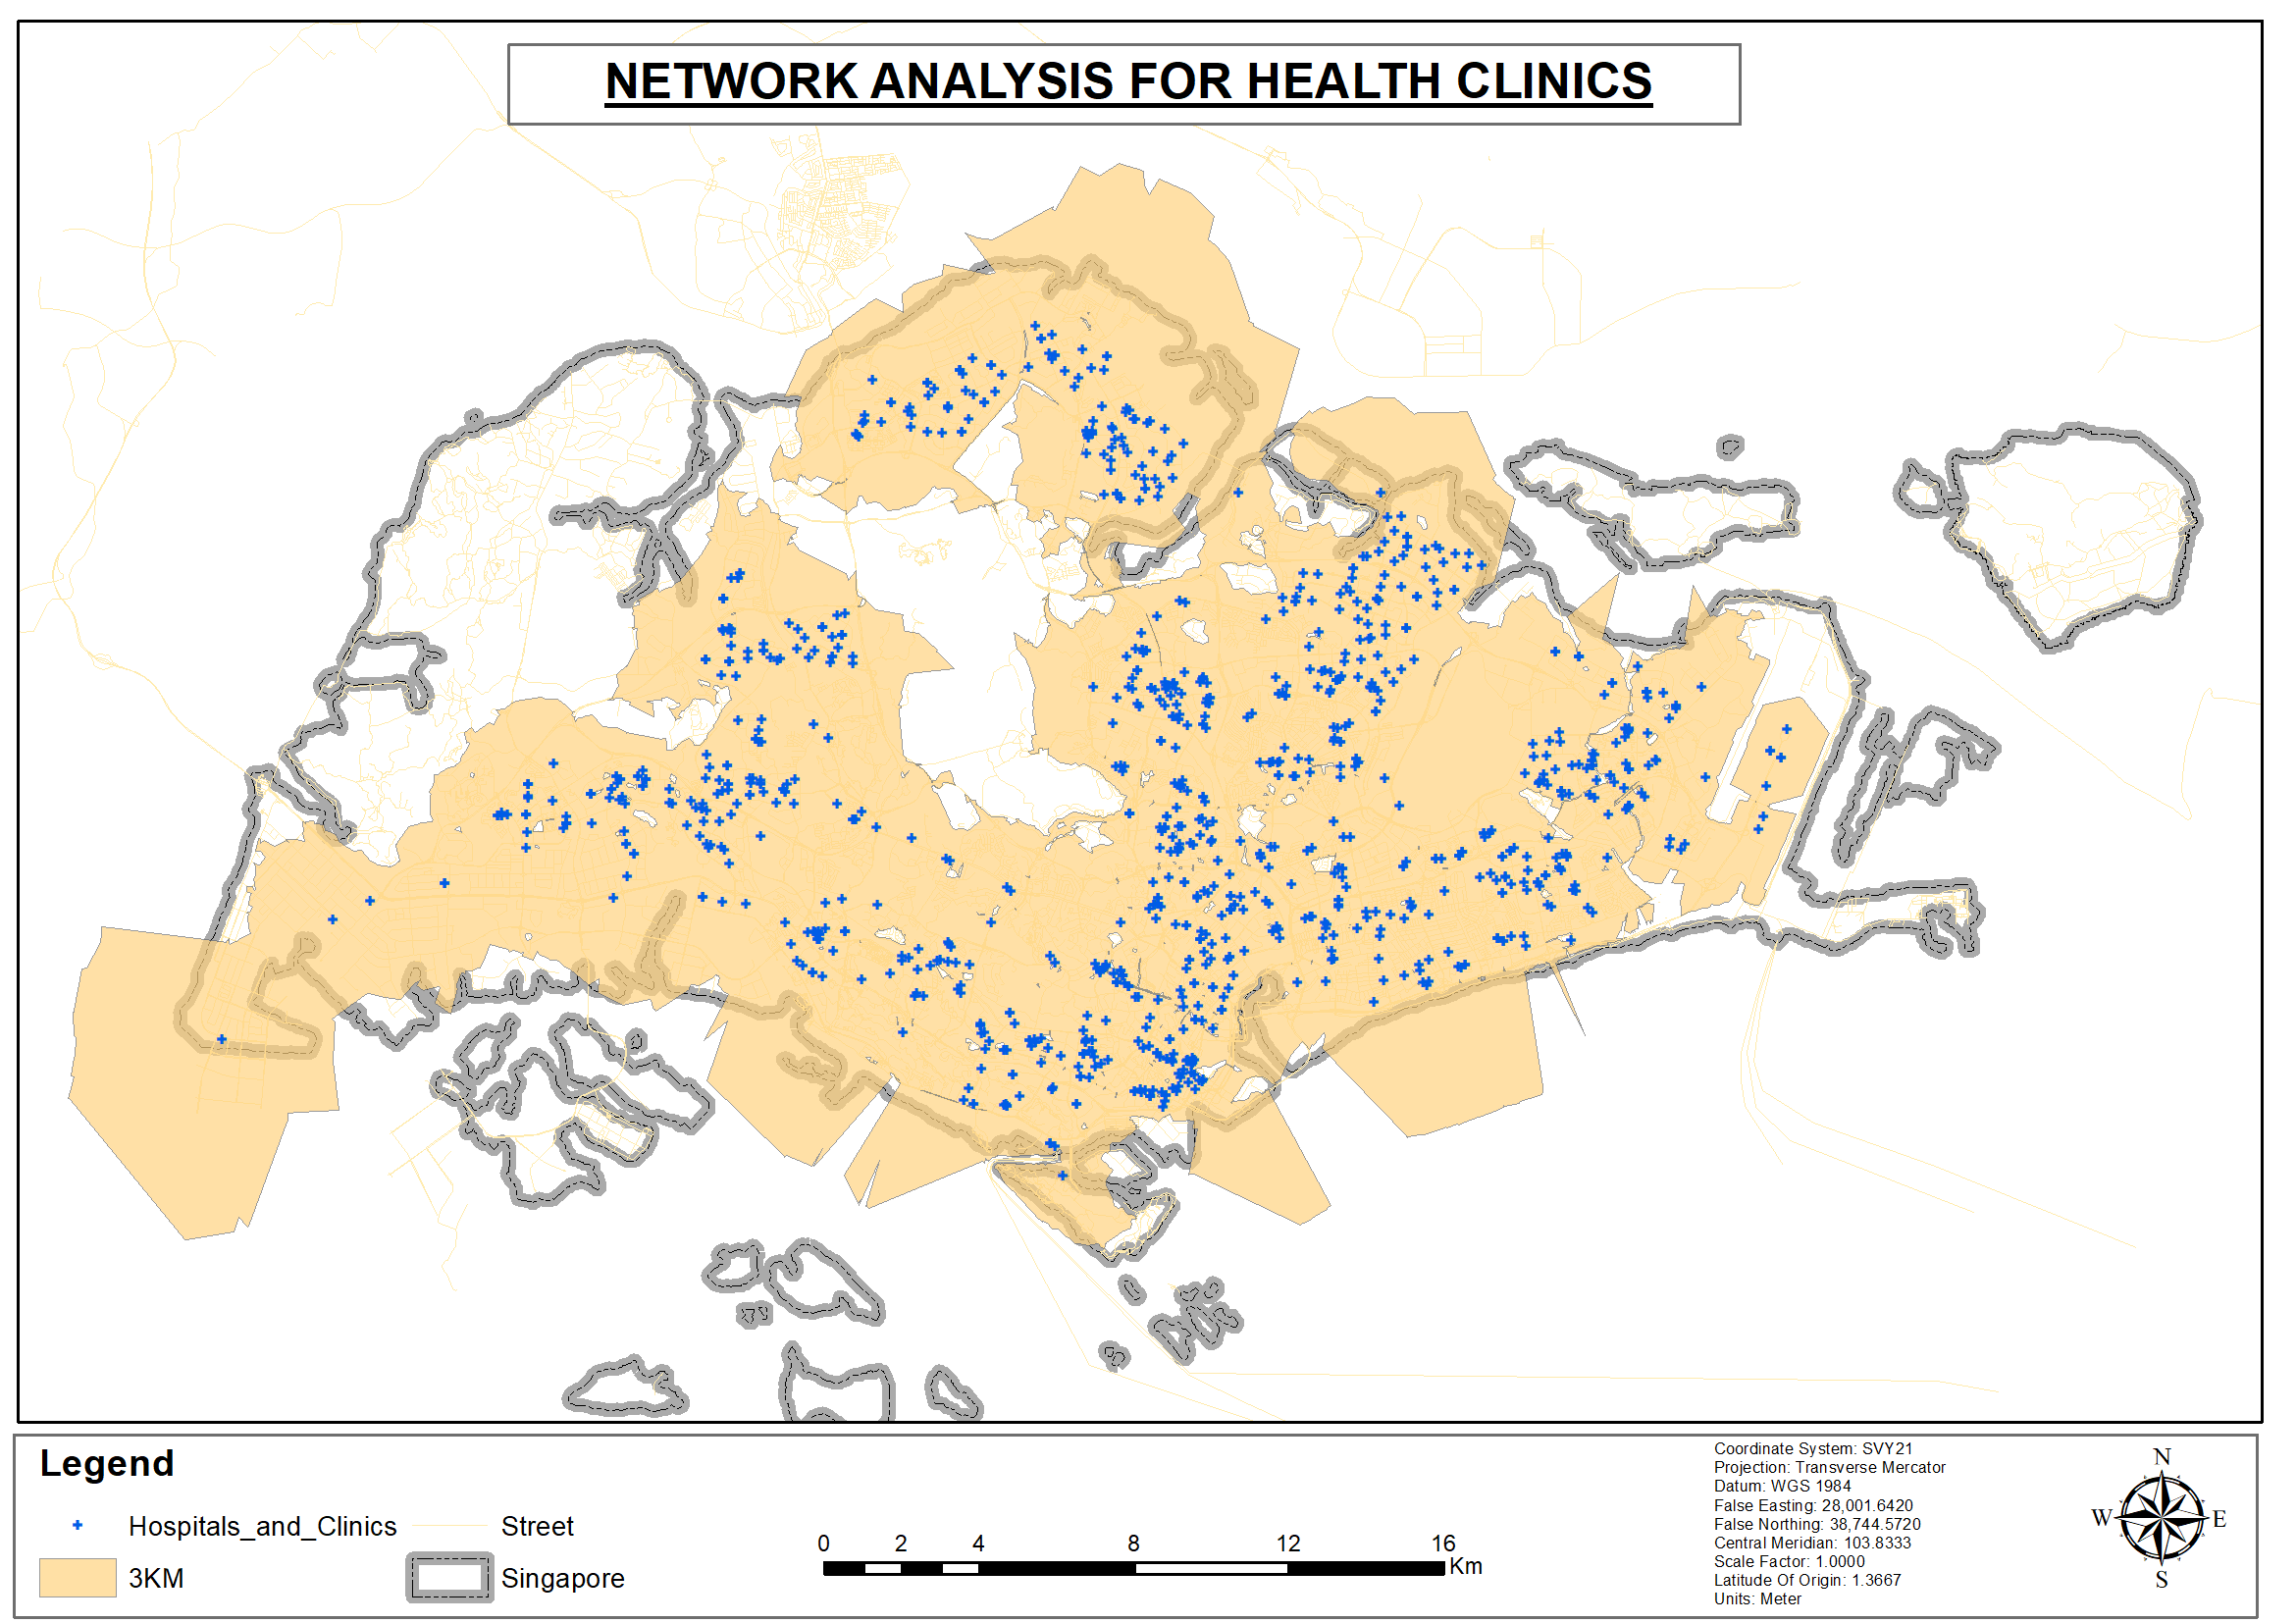 NETWORK ANALYSIS FOR HEALTH CLINICS
Legend
Hospitals_and_Clinics
Street
3KM
Singapore
0 2 4 8 12 16
Km
Coordinate System: SVY21
Projection: Transverse Mercator
Datum: WGS 1984
False Easting: 28,001.6420
False Northing: 38,744.5720
Central Meridian: 103.8333
Scale Factor: 1.0000
Latitude Of Origin: 1.3667
Units: Meter
N
W E
S